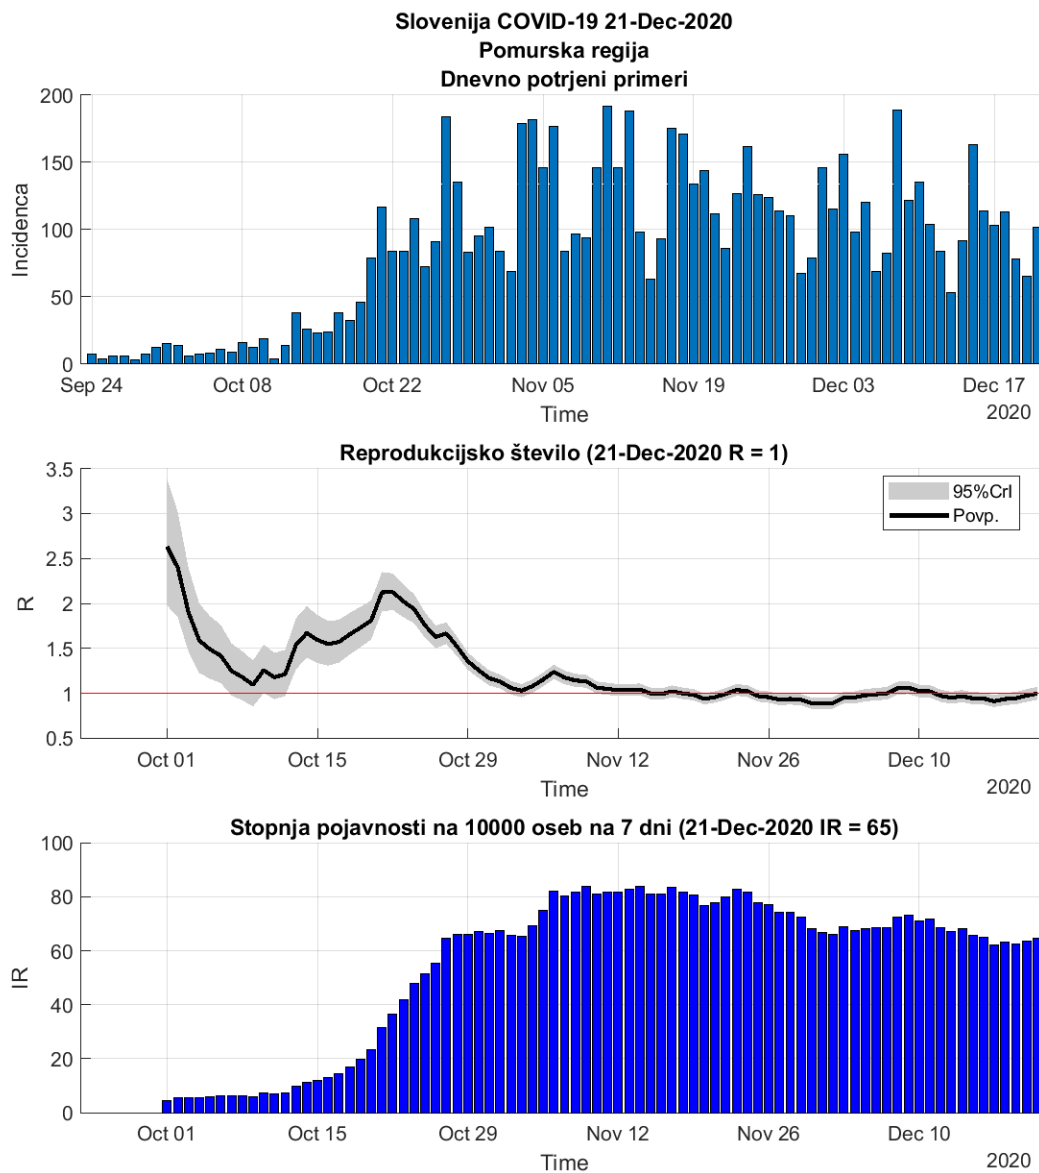 Slovenija COVID-19 21-Dec-2020
Pomurska regija
Dnevno potrjeni primeri
200
150
100
50
0
Incidenca
Sep 24 Oct 08 Oct 22 Nov 05 Nov 19 Dec 03 Dec 17
Time
2020
Reprodukcijsko število (21-Dec-2020 R = 1)
3.5
3
2.5
2
1.5
1
0.5
R
95%CrI
Povp.
Oct 01 Oct 15 Oct 29 Nov 12 Nov 26 Dec 10
Time
2020
Stopnja pojavnosti na 10000 oseb na 7 dni (21-Dec-2020 IR = 65)
100
80
60
40
20
0
IR
Oct 01 Oct 15 Oct 29 Nov 12 Nov 26 Dec 10
Time
2020